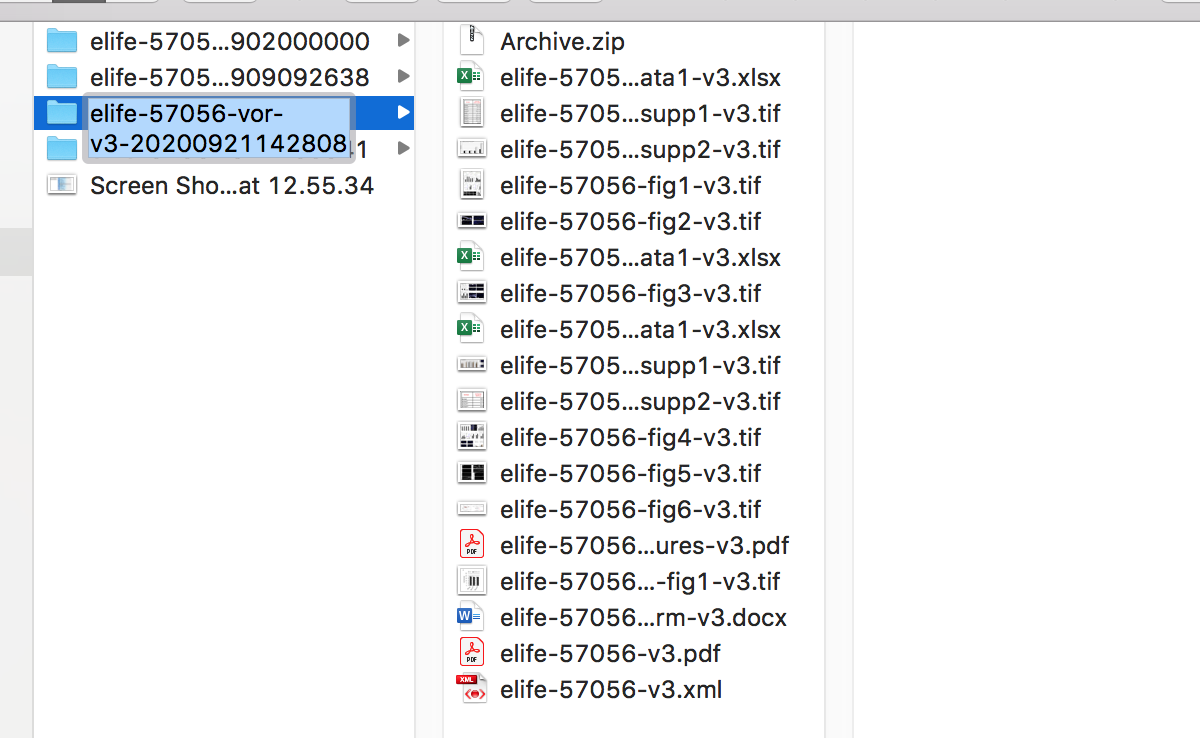 elife-5705...902000000
elife-5705...909092638
elife-57056-vor-
v3-20200921142808
41
Screen Sho...at 12.55.34
Archive.zip
elife-5705...ata1-v3.xlsx
elife-5705...supp1-v3.tif
elife-5705...supp2-v3.tif
elife-57056-fig1-v3.tif
elife-57056-fig2-v3.tif
elife-5705...ata1-v3.xlsx
elife-57056-fig3-v3.tif
elife-5705...ata1-v3.xlsx
elife-5705...supp1-v3.tif
elife-5705...supp2-v3.tif
elife-57056-fig4-v3.tif
elife-57056-fig5-v3.tif
elife-57056-fig6-v3.tif
elife-57056...ures-v3.pdf
elife-57056...-fig1-v3.tif
elife-57056...rm-v3.docx
elife-57056-v3.pdf
elife-57056-v3.xml